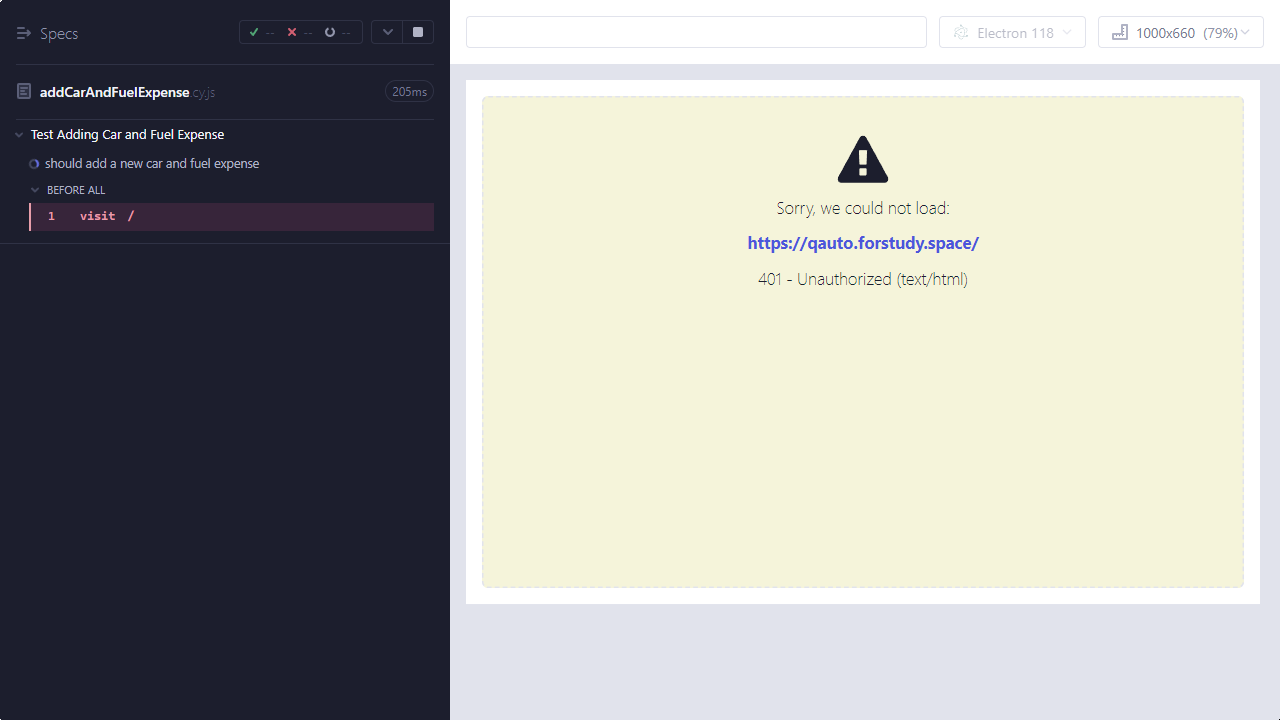 Specs
-- -- --
addCarAndFuelExpense.cy.js
205ms
Test Adding Car and Fuel Expense
should add a new car and fuel expense
BEFORE ALL
1 visit /
Electron 118
1000x660 (79%)
Sorry, we could not load:
https://qauto.forstudy.space/
401 - Unauthorized (text/html)